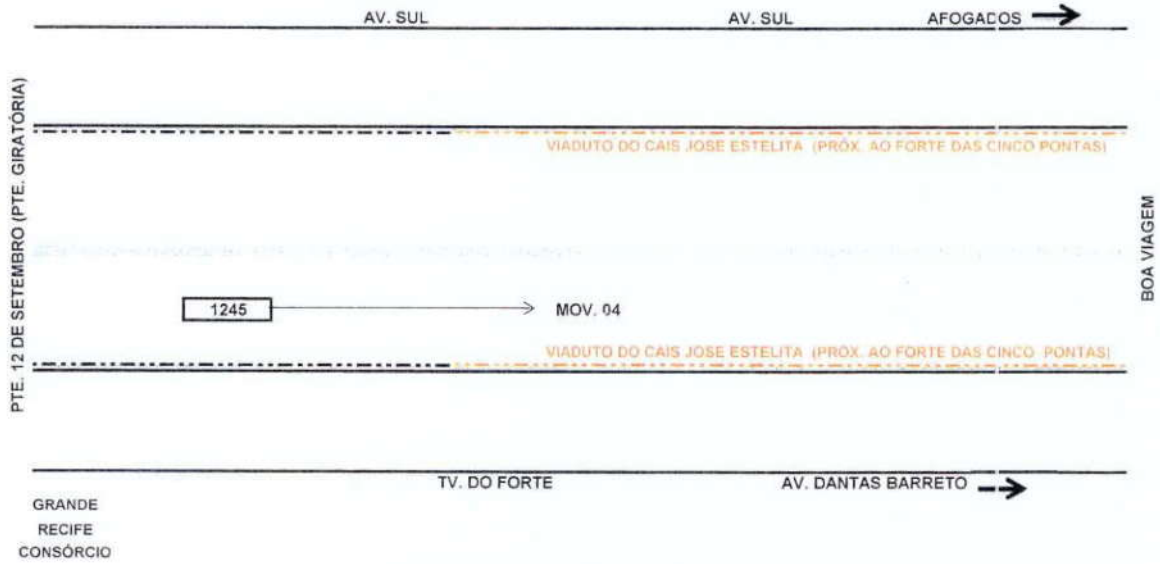 AV. SUL AV. SUL AFOGADOS
PTE. 12 DE SETEMBRO (PTE. GIRATÓRIA)
VIADUTO DO CAIS JOSE ESTELITA (PRÓX. AO FORTE DAS CINCO PONTAS)
BOA VIAGEM
1245 MOV. 04
VIADUTO DO CAIS JOSE ESTELITA (PRÓX. AO FORTE DAS CINCO PONTAS)
TV. DO FORTE AV. DANTAS BARRETO
GRANDE
RECIFE
CONSÓRCIO